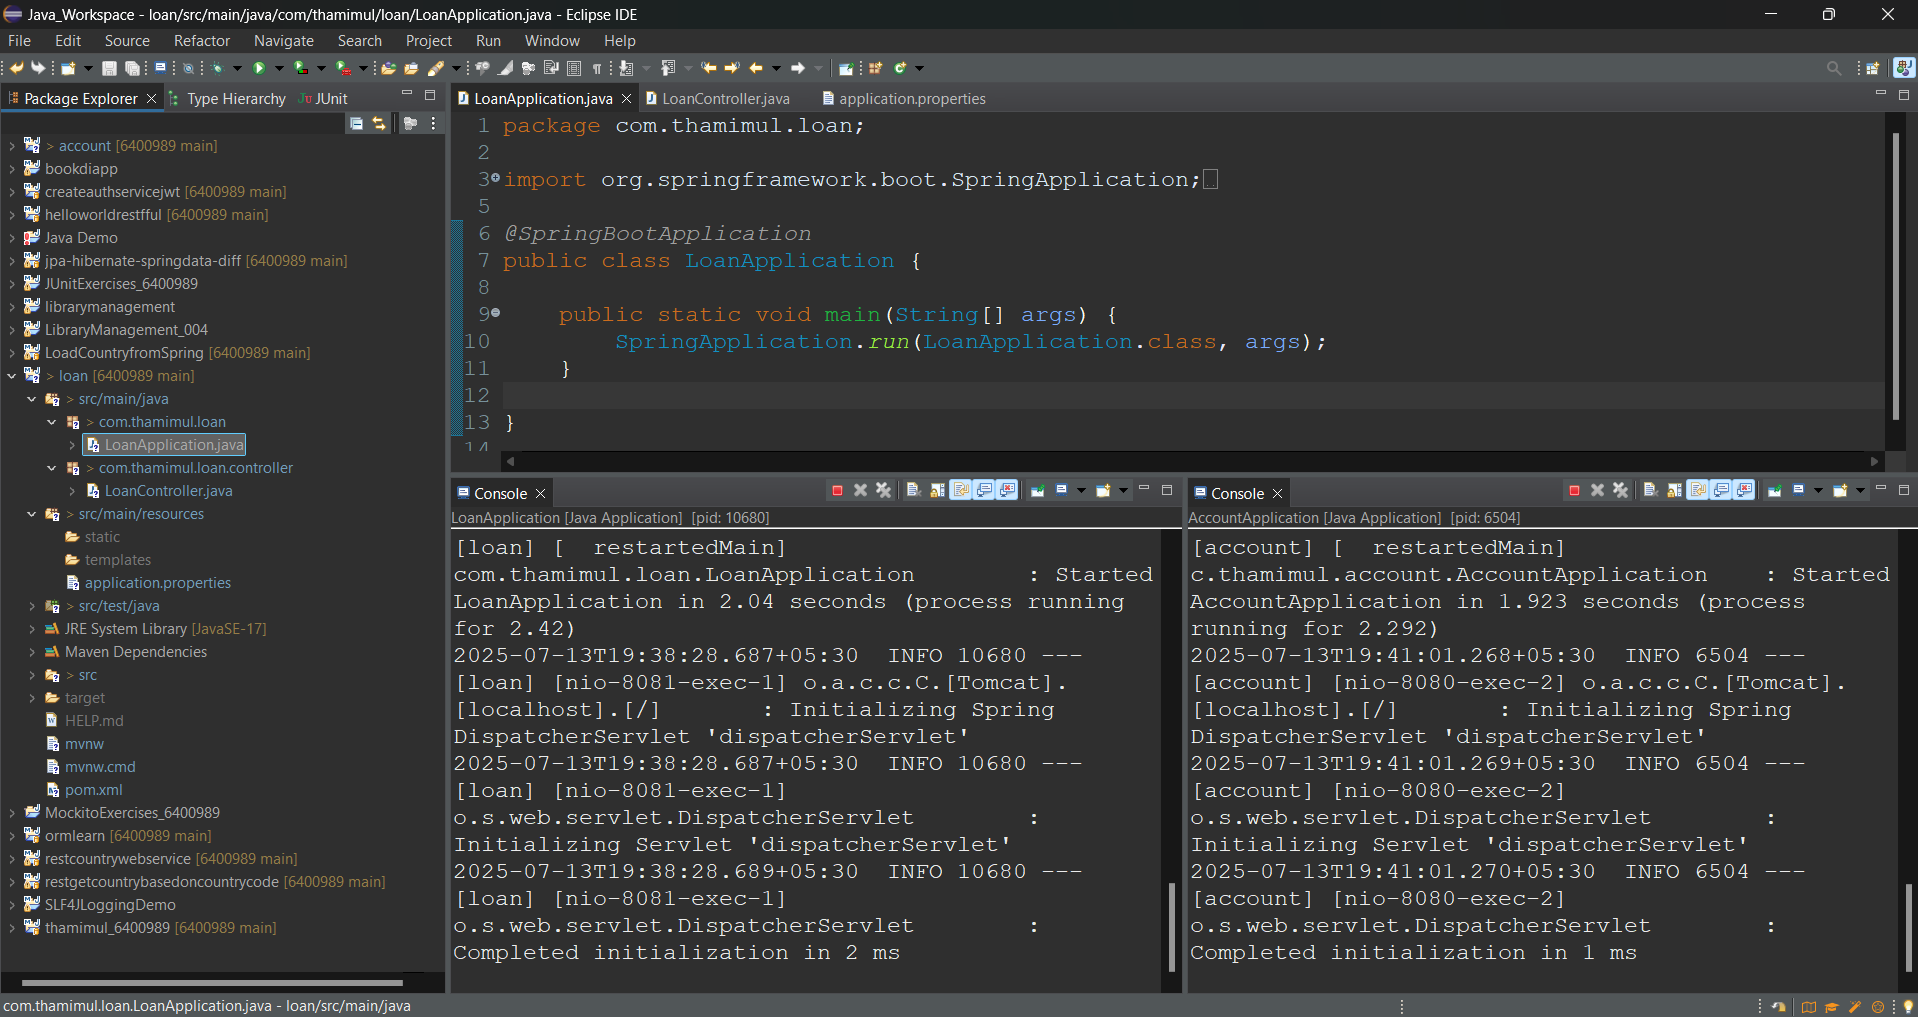 Java_Workspace - loan/src/main/java/com/thamimul/loan/LoanApplication.java - Eclipse IDE
File Edit Source Refactor Navigate Search Project Run Window Help
Package Explorer
Type Hierarchy
JUnit
> account [6400989 main]
bookdiapp
createauthservicejwt [6400989 main]
helloworldrestfful [6400989 main]
Java Demo
jpa-hibernate-springdata-diff [6400989 main]
JUnitExercises_6400989
librarymanagement
LibraryManagement_004
LoadCountryfromSpring [6400989 main]
> loan [6400989 main]
> src/main/java
> com.thamimul.loan
LoanApplication.java
> com.thamimul.loan.controller
LoanController.java
> src/main/resources
static
templates
application.properties
> src/test/java
JRE System Library [JavaSE-17]
Maven Dependencies
> src
target
HELP.md
mvnw
mvnw.cmd
pom.xml
MockitoExercises_6400989
ormlearn [6400989 main]
restcountrywebservice [6400989 main]
restgetcountrybasedoncountrycode [6400989 main]
SLF4JLoggingDemo
thamimul_6400989 [6400989 main]
LoanApplication.java
LoanController.java
application.properties
1 package com.thamimul.loan;
2
3 import org.springframework.boot.SpringApplication;
5
6 @SpringBootApplication
7 public class LoanApplication {
8
9     public static void main(String[] args) {
10         SpringApplication.run(LoanApplication.class, args);
11     }
12
13 }
14
Console
LoanApplication [Java Application] [pid: 10680]
[loan] [  restartedMain]
com.thamimul.loan.LoanApplication        : Started
LoanApplication in 2.04 seconds (process running
for 2.42)
2025-07-13T19:38:28.687+05:30  INFO 10680 ---
[loan] [nio-8081-exec-1] o.a.c.c.C.[Tomcat].
[localhost].[/]       : Initializing Spring
DispatcherServlet 'dispatcherServlet'
2025-07-13T19:38:28.687+05:30  INFO 10680 ---
[loan] [nio-8081-exec-1]
o.s.web.servlet.DispatcherServlet        :
Initializing Servlet 'dispatcherServlet'
2025-07-13T19:38:28.689+05:30  INFO 10680 ---
[loan] [nio-8081-exec-1]
o.s.web.servlet.DispatcherServlet        :
Completed initialization in 2 ms
Console
AccountApplication [Java Application] [pid: 6504]
[account] [  restartedMain]
c.thamimul.account.AccountApplication    : Started
AccountApplication in 1.923 seconds (process
running for 2.292)
2025-07-13T19:41:01.268+05:30  INFO 6504 ---
[account] [nio-8080-exec-2] o.a.c.c.C.[Tomcat].
[localhost].[/]       : Initializing Spring
DispatcherServlet 'dispatcherServlet'
2025-07-13T19:41:01.269+05:30  INFO 6504 ---
[account] [nio-8080-exec-2]
o.s.web.servlet.DispatcherServlet        :
Initializing Servlet 'dispatcherServlet'
2025-07-13T19:41:01.270+05:30  INFO 6504 ---
[account] [nio-8080-exec-2]
o.s.web.servlet.DispatcherServlet        :
Completed initialization in 1 ms
com.thamimul.loan.LoanApplication.java - loan/src/main/java